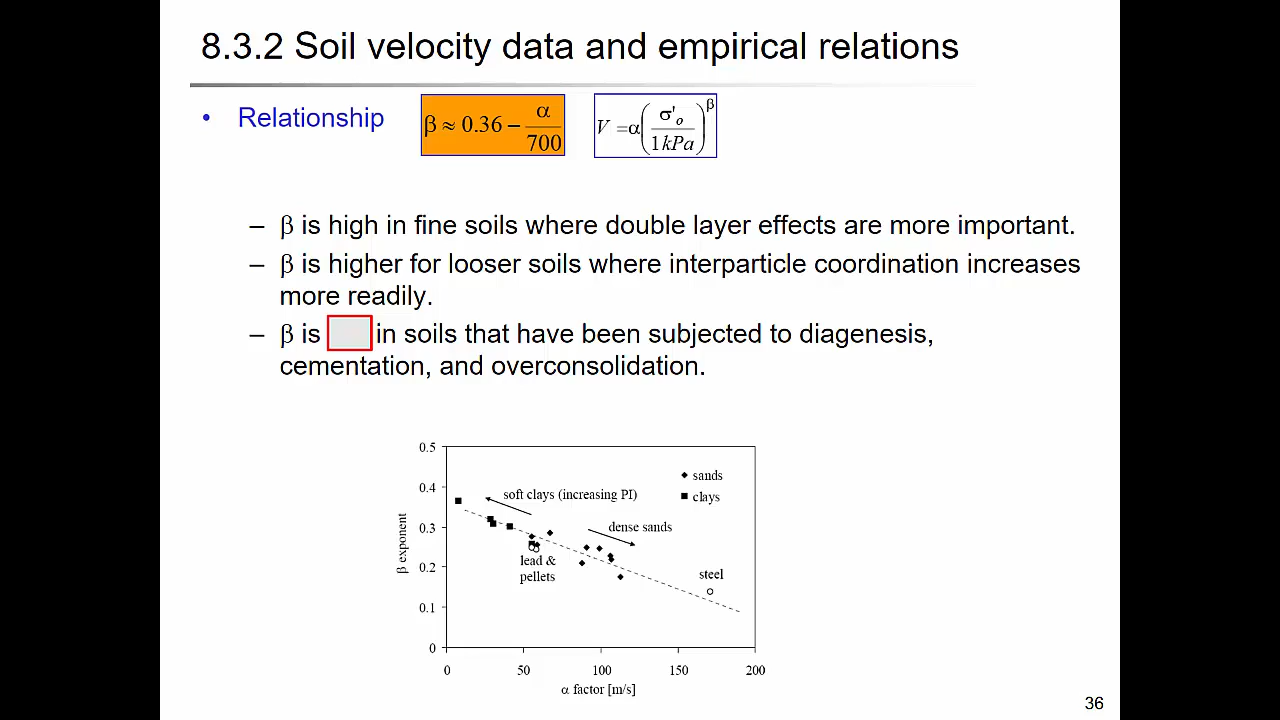 8.3.2 Soil velocity data and empirical relations
• Relationship
β ≈ 0.36 − α/700
V = α(σ'o/1kPa)^β
– β is high in fine soils where double layer effects are more important.
– β is higher for looser soils where interparticle coordination increases
more readily.
– β is in soils that have been subjected to diagenesis,
cementation, and overconsolidation.
0.5
0.4
0.3
0.2
0.1
0
β exponent
sands
clays
soft clays (increasing PI)
dense sands
lead &
pellets
steel
0 50 100 150 200
α factor [m/s]
36